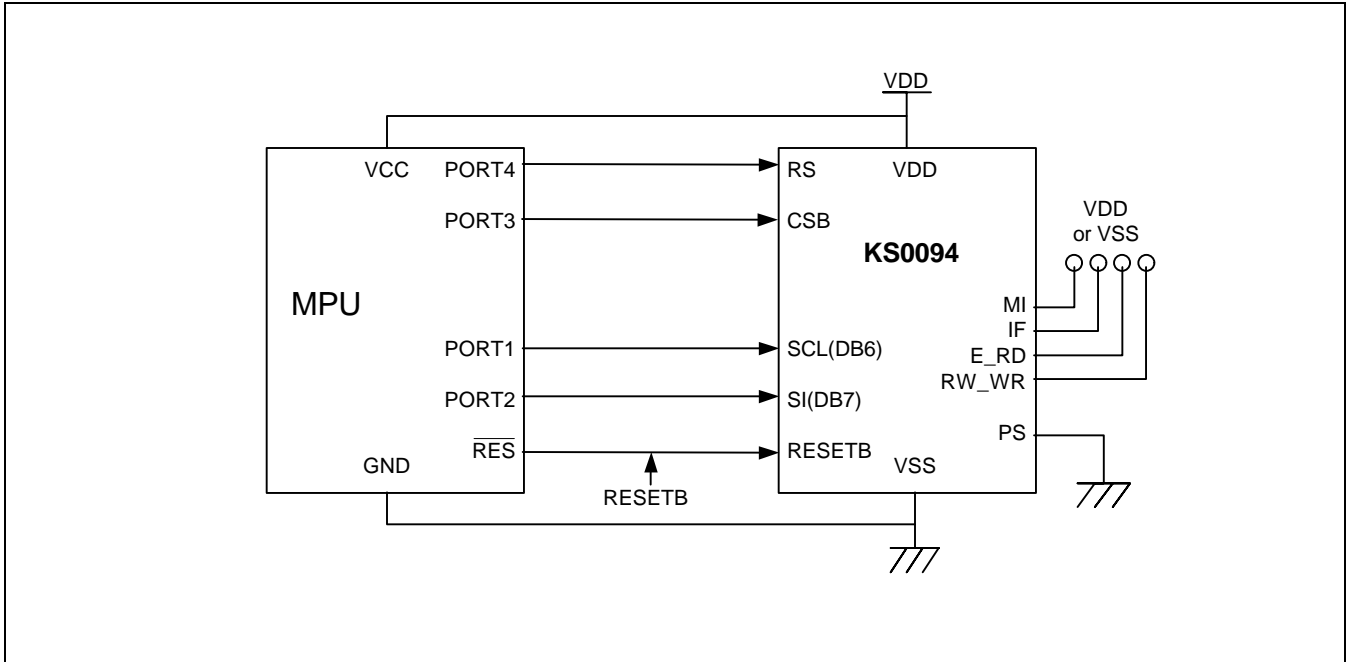 VDD
VCC
PORT4
PORT3
MPU
PORT1
PORT2
RES
GND
RESETB
RS
VDD
CSB
KS0094
SCL(DB6)
SI(DB7)
RESETB
VSS
VDD
or VSS
MI
IF
E_RD
RW_WR
PS